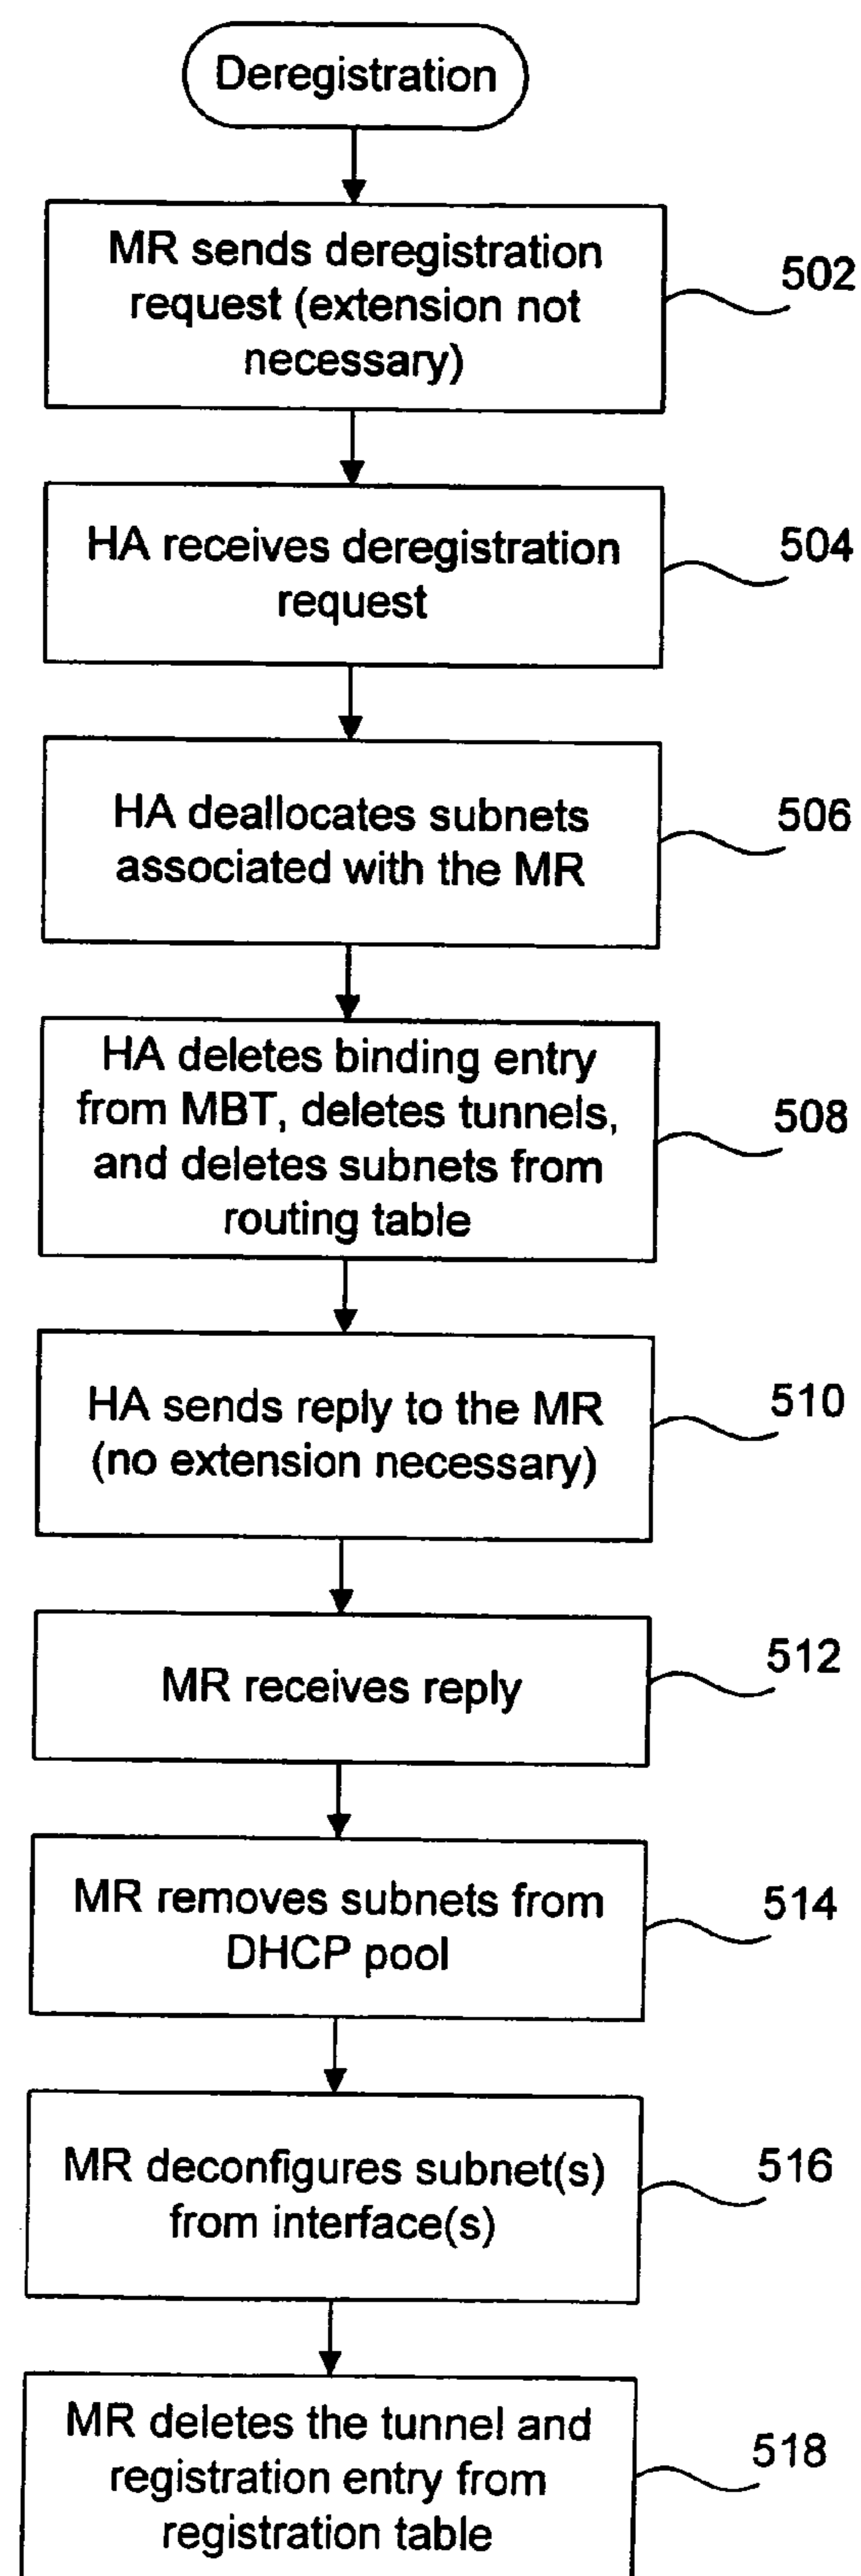 Deregistration
MR sends deregistration
request (extension not
necessary)
502
HA receives deregistration
request
504
HA deallocates subnets
associated with the MR
506
HA deletes binding entry
from MBT, deletes tunnels,
and deletes subnets from
routing table
508
HA sends reply to the MR
(no extension necessary)
510
MR receives reply
512
MR removes subnets from
DHCP pool
514
MR deconfigures subnet(s)
from interface(s)
516
MR deletes the tunnel and
registration entry from
registration table
518